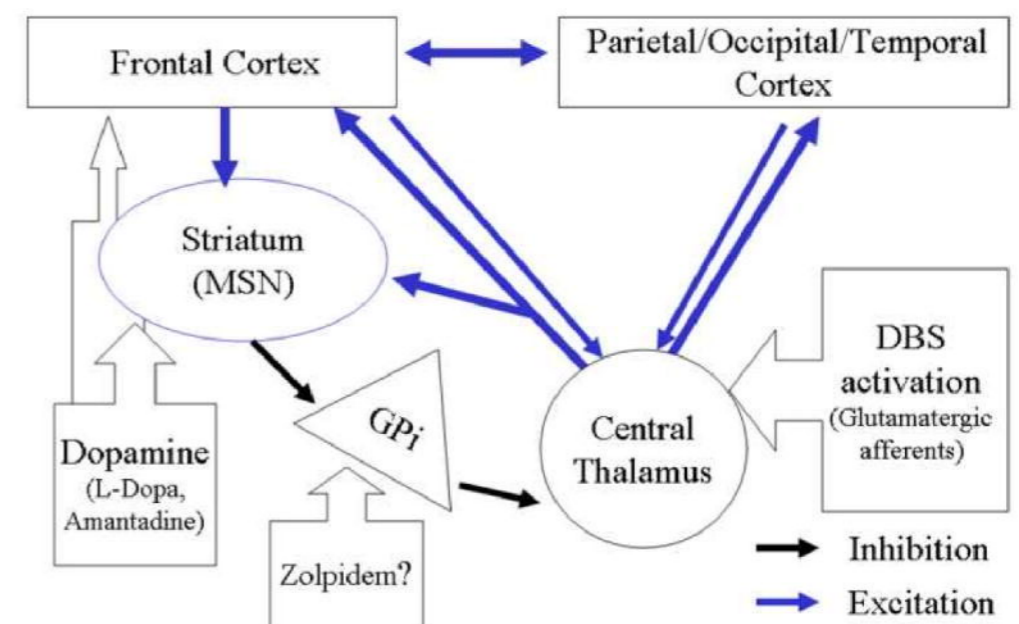 Frontal Cortex
Parietal/Occipital/Temporal
Cortex
Striatum
(MSN)
DBS
activation
(Glutamatergic
afferents)
GPi
Central
Thalamus
Dopamine
(L-Dopa,
Amantadine)
Zolpidem?
Inhibition
Excitation